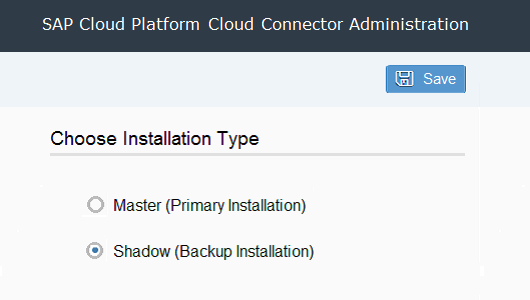 SAP Cloud Platform Cloud Connector Administration
Save
Choose Installation Type
Master (Primary Installation)
Shadow (Backup Installation)